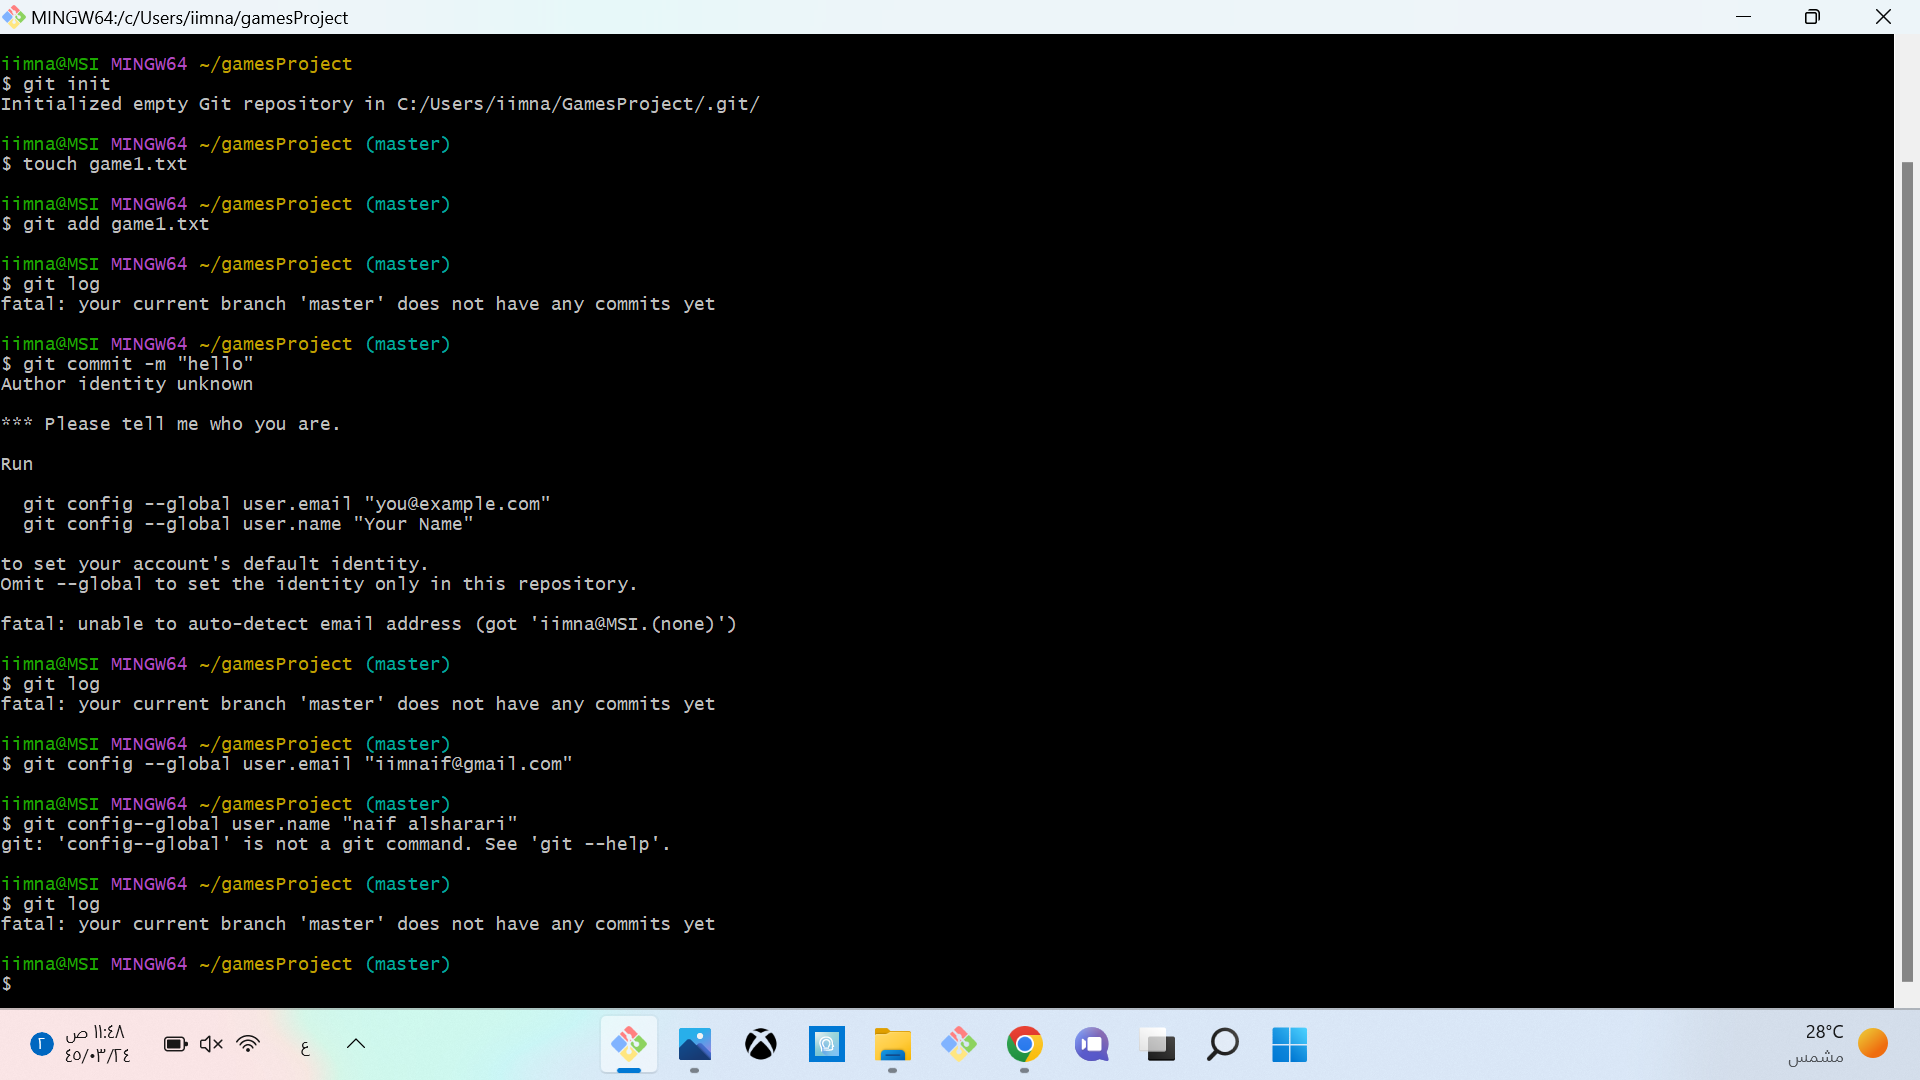 MINGW64:/c/Users/iimna/gamesProject
iimna@MSI MINGW64 ~/gamesProject
$ git init
Initialized empty Git repository in C:/Users/iimna/GamesProject/.git/
iimna@MSI MINGW64 ~/gamesProject (master)
$ touch game1.txt
iimna@MSI MINGW64 ~/gamesProject (master)
$ git add game1.txt
iimna@MSI MINGW64 ~/gamesProject (master)
$ git log
fatal: your current branch 'master' does not have any commits yet
iimna@MSI MINGW64 ~/gamesProject (master)
$ git commit -m "hello"
Author identity unknown
*** Please tell me who you are.
Run
git config --global user.email "you@example.com"
git config --global user.name "Your Name"
to set your account's default identity.
Omit --global to set the identity only in this repository.
fatal: unable to auto-detect email address (got 'iimna@MSI.(none)')
iimna@MSI MINGW64 ~/gamesProject (master)
$ git log
fatal: your current branch 'master' does not have any commits yet
iimna@MSI MINGW64 ~/gamesProject (master)
$ git config --global user.email "iimnaif@gmail.com"
iimna@MSI MINGW64 ~/gamesProject (master)
$ git config--global user.name "naif alsharari"
git: 'config--global' is not a git command. See 'git --help'.
iimna@MSI MINGW64 ~/gamesProject (master)
$ git log
fatal: your current branch 'master' does not have any commits yet
iimna@MSI MINGW64 ~/gamesProject (master)
$
٢
١١:٤٨ ص
٤٥/٠٣/٢٤
ع
28°C
مشمس